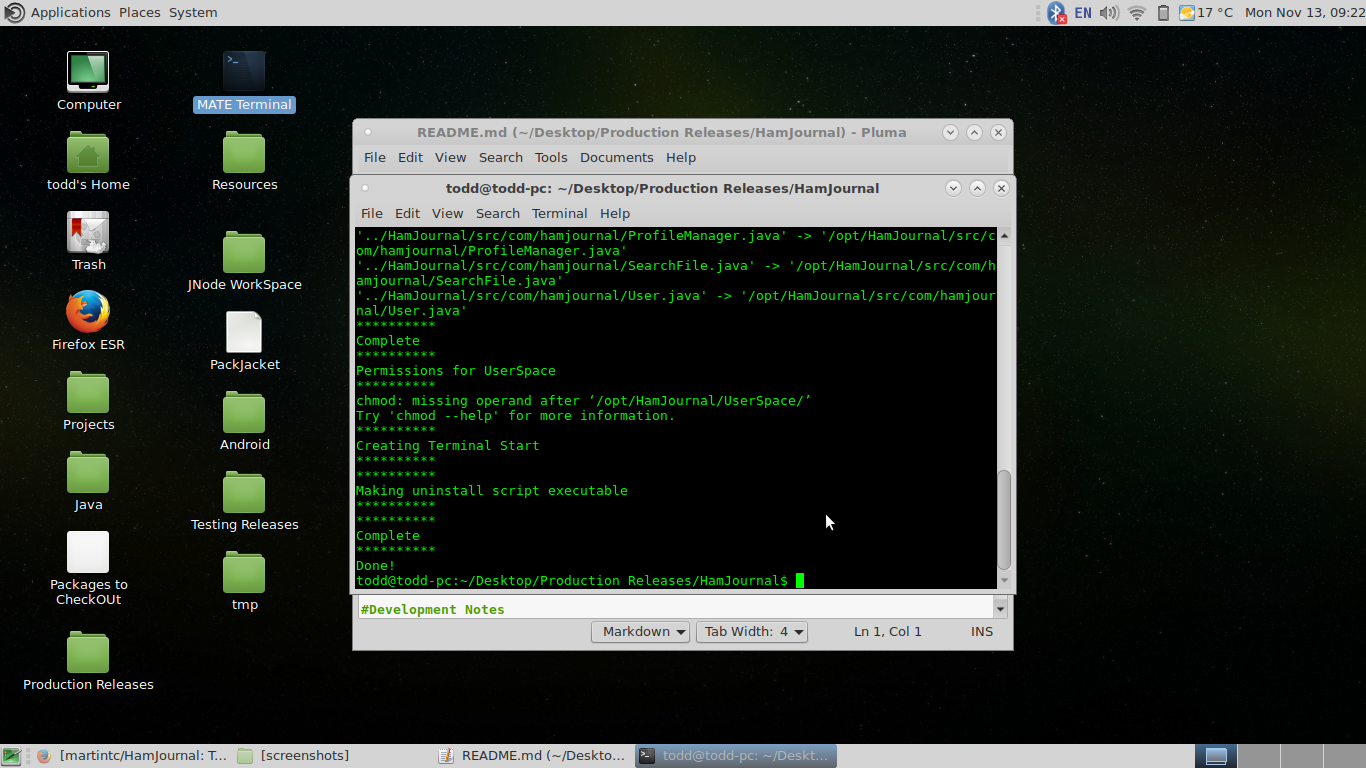 Applications Places System
EN 17 °C Mon Nov 13, 09:22
Computer
MATE Terminal
todd's Home
Resources
Trash
JNode WorkSpace
Firefox ESR
PackJacket
Projects
Android
Java
Testing Releases
Packages to
CheckOUt
tmp
Production Releases
README.md (~/Desktop/Production Releases/HamJournal) - Pluma
File Edit View Search Tools Documents Help
todd@todd-pc: ~/Desktop/Production Releases/HamJournal
File Edit View Search Terminal Help
'../HamJournal/src/com/hamjournal/ProfileManager.java' -> '/opt/HamJournal/src/c
om/hamjournal/ProfileManager.java'
'../HamJournal/src/com/hamjournal/SearchFile.java' -> '/opt/HamJournal/src/com/h
amjournal/SearchFile.java'
'../HamJournal/src/com/hamjournal/User.java' -> '/opt/HamJournal/src/com/hamjour
nal/User.java'
**********
Complete
**********
Permissions for UserSpace
**********
chmod: missing operand after ‘/opt/HamJournal/UserSpace/’
Try 'chmod --help' for more information.
**********
Creating Terminal Start
**********
**********
Making uninstall script executable
**********
**********
Complete
**********
Done!
todd@todd-pc:~/Desktop/Production Releases/HamJournal$
#Development Notes
Markdown Tab Width: 4 Ln 1, Col 1 INS
[martintc/HamJournal: T... [screenshots] README.md (~/Deskto... todd@todd-pc: ~/Deskt...